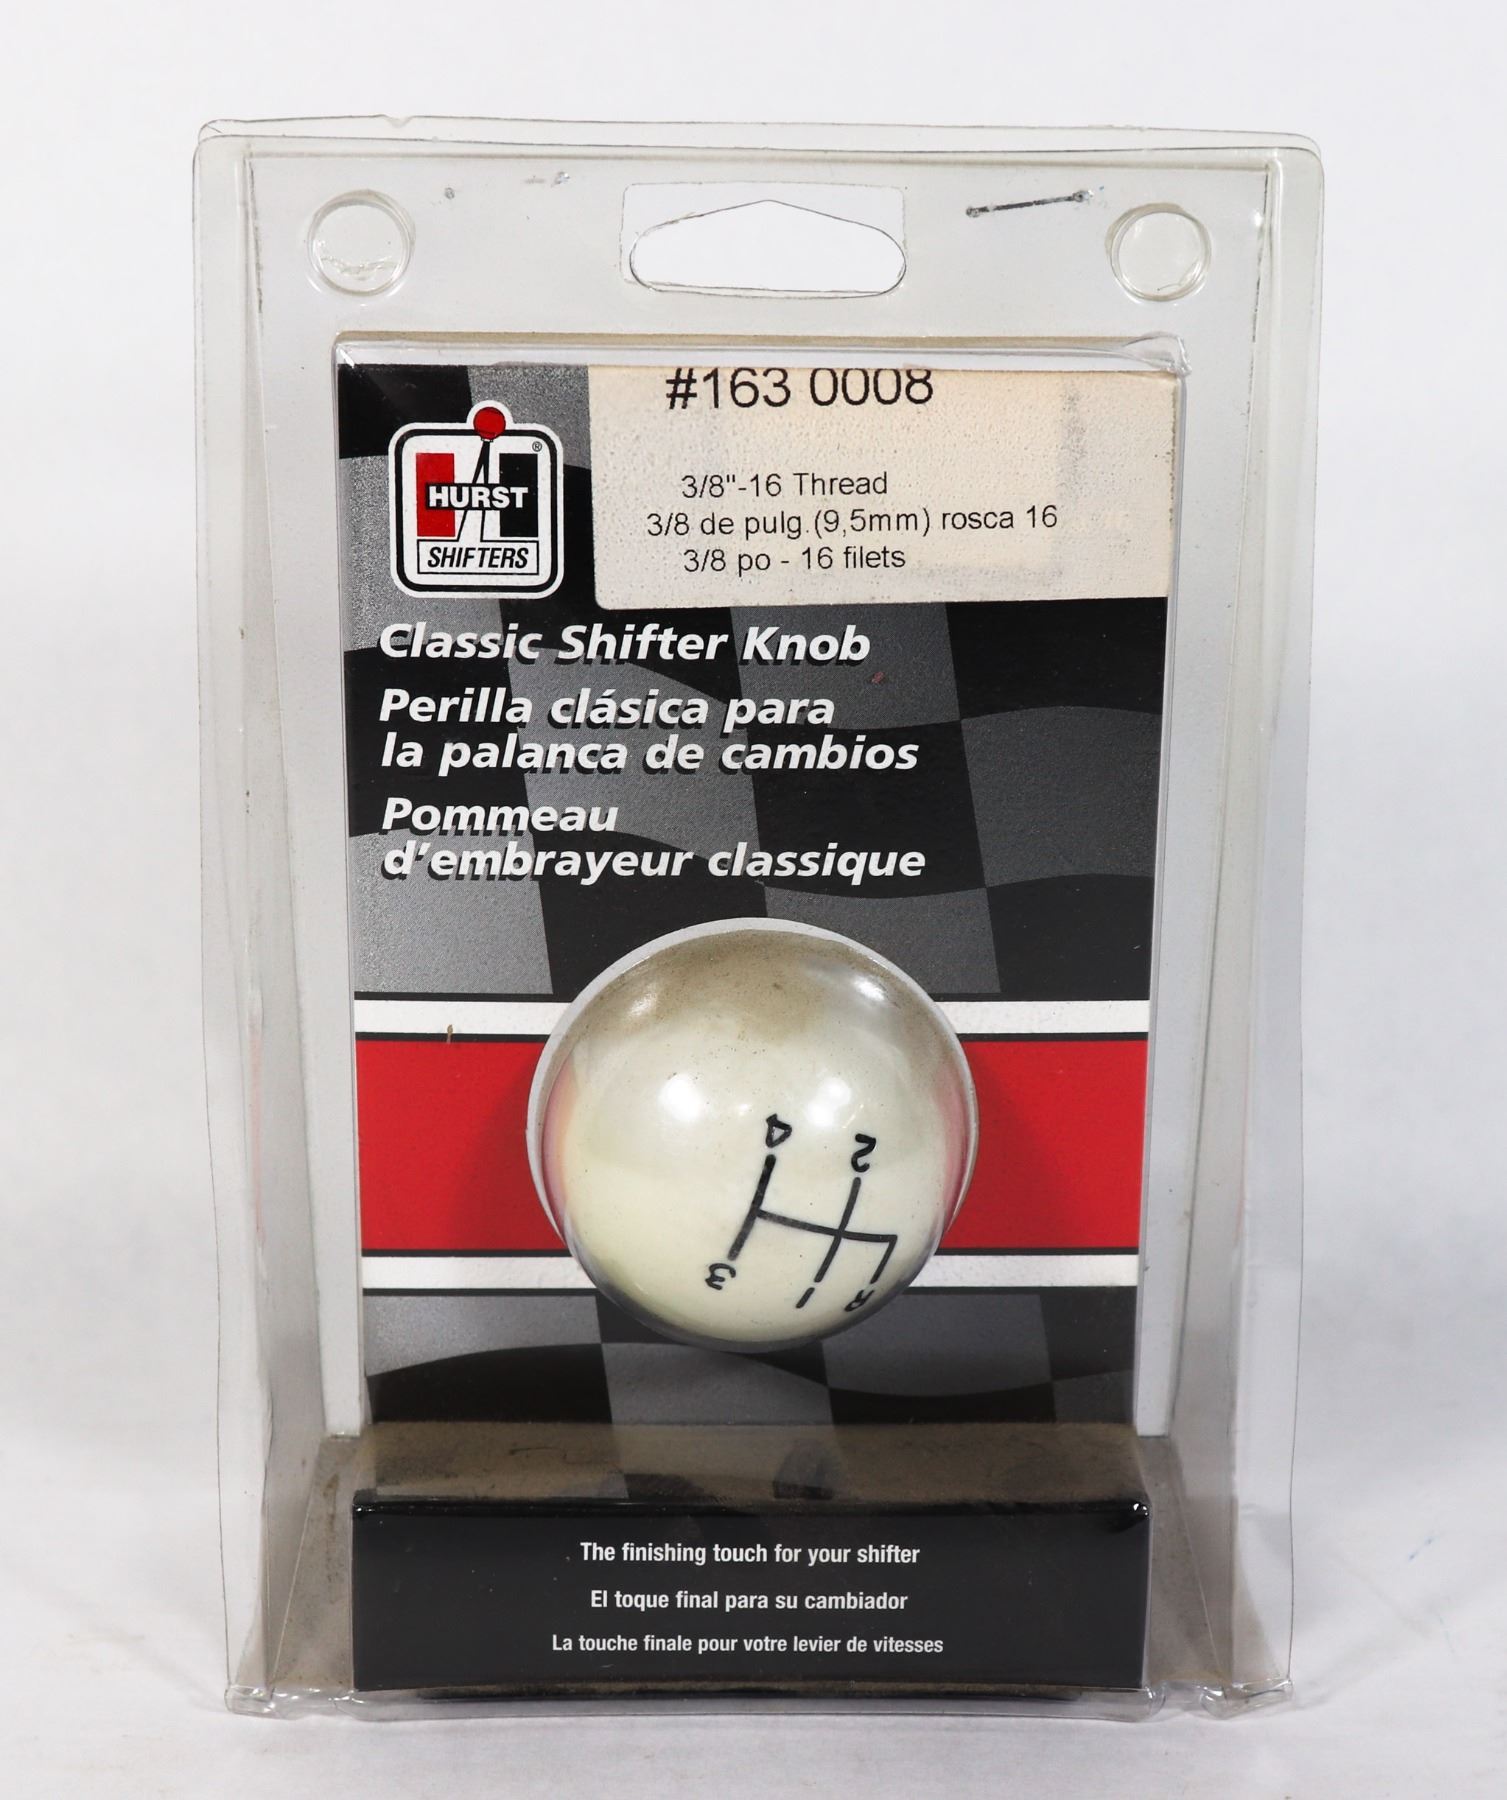 #163 0008
3/8"-16 Thread
3/8 de pulg.(9,5mm) rosca 16
3/8 po - 16 filets
®
HURST
SHIFTERS
Classic Shifter Knob
Perilla clásica para
la palanca de cambios
Pommeau
d'embrayeur classique
4 2
3 1 R
The finishing touch for your shifter
El toque final para su cambiador
La touche finale pour votre levier de vitesses